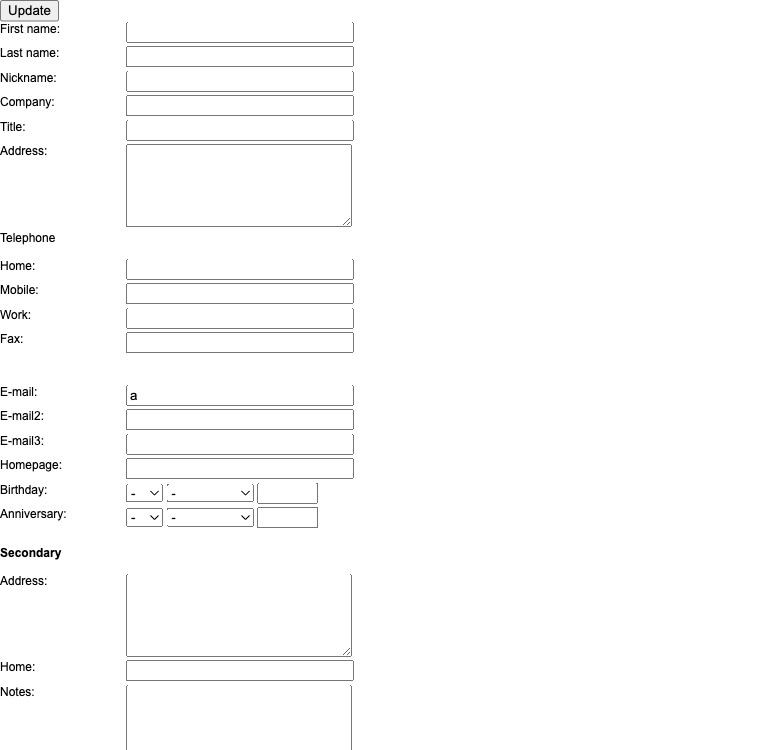 Update
First name:
Last name:
Nickname:
Company:
Title:
Address:
Telephone
Home:
Mobile:
Work:
Fax:
E-mail: a
E-mail2:
E-mail3:
Homepage:
Birthday: - -
Anniversary: - -
Secondary
Address:
Home:
Notes: